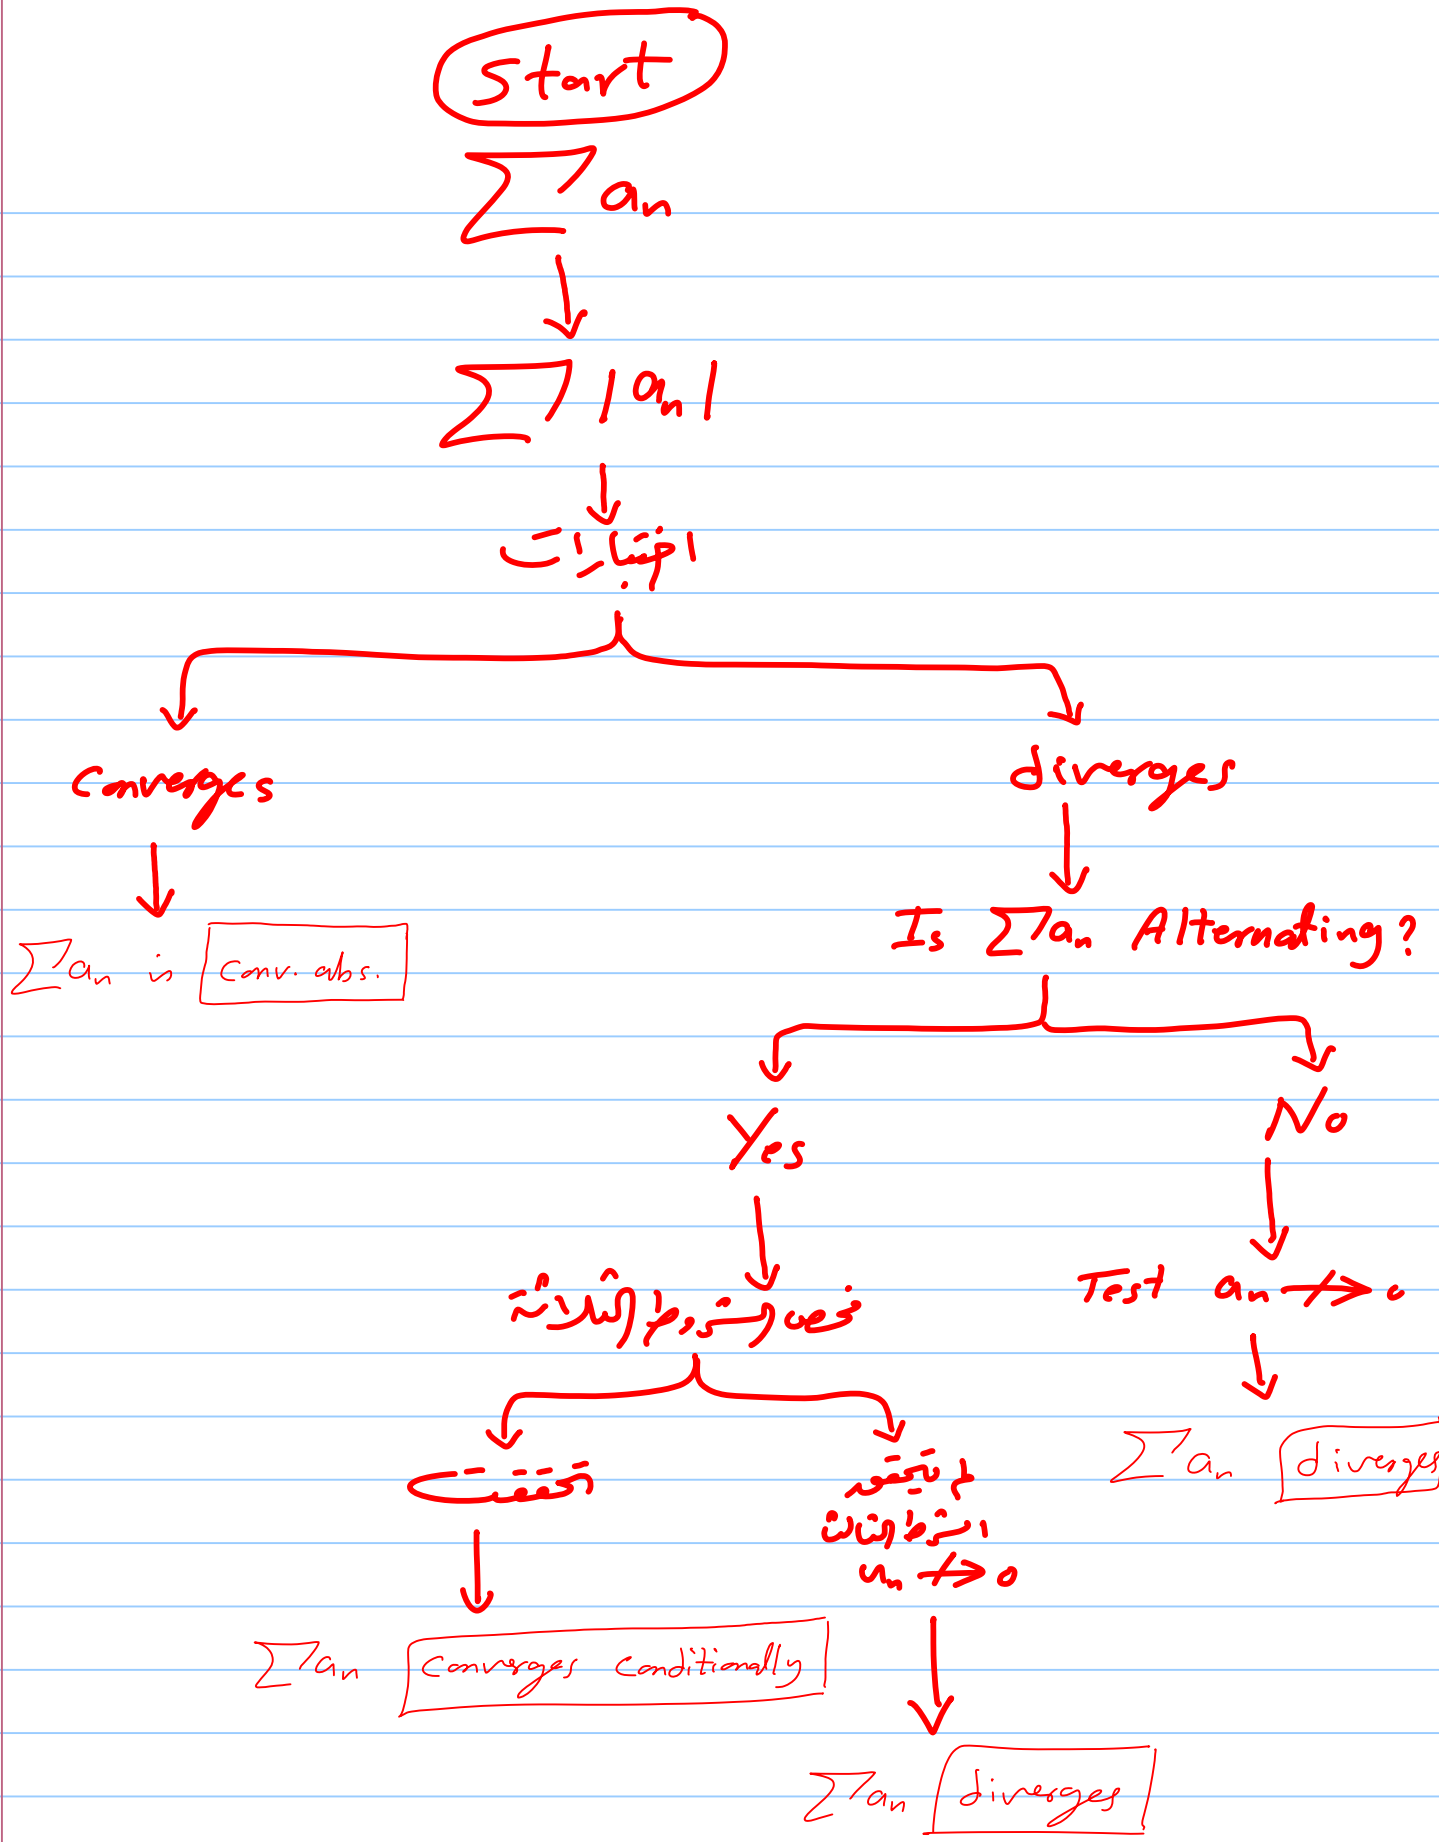 Start
∑ aₙ
∑ |aₙ|
اختبارات
Converges diverges
∑ aₙ is conv. abs.
Is ∑ aₙ Alternating?
Yes No
فحص الشروط الثلاثة
Test aₙ ↛ 0
تحققت
لم يتحقق
الشرط الثالث
uₙ ↛ 0
∑ aₙ diverges
∑ aₙ Converges Conditionally
∑ aₙ diverges